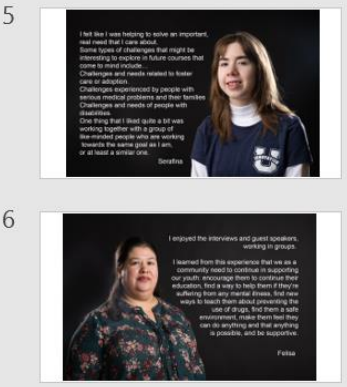 5
I felt like I was helping to solve an important,
real need that I care about.
Some types of challenges that might be
interesting to explore in future courses that
come to mind include...
Challenges and needs related to foster
care or adoption.
Challenges experienced by people with
serious medical problems and their families
Challenges and needs of people with
disabilities
One thing that I liked quite a bit was
working together with a group of
like-minded people who are working
towards the same goal as I am,
or at least a similar one.
Serafina
U
6
I enjoyed the interviews and guest speakers,
working in groups.
I learned from this experience that we as a
community need to continue in supporting
our youth: encourage them to continue their
education, find a way to help them if they're
suffering from any mental illness, find new
ways to teach them about preventing the
use of drugs, find them a safe
environment, make them feel they
can do anything and that anything
is possible, and be supportive.
Felisa